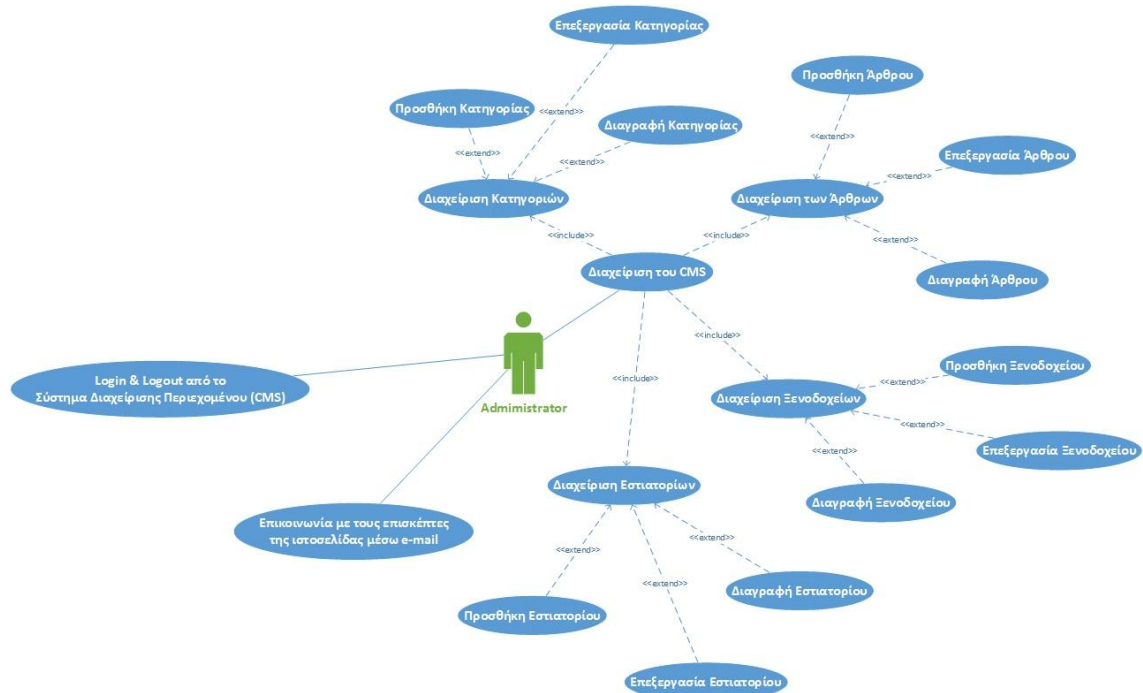 Επεξεργασία Κατηγορίας
Προσθήκη Άρθρου
Προσθήκη Κατηγορίας
<<extend>>
<<extend>>
Διαγραφή Κατηγορίας
<<extend>>
Επεξεργασία Άρθρου
<<extend>>
<<extend>>
<<extend>>
Διαχείριση Κατηγοριών
Διαχείριση των Άρθρων
<<include>>
<<include>>
<<extend>>
Διαχείριση του CMS
Διαγραφή Άρθρου
<<include>>
Login & Logout από το
Σύστημα Διαχείρισης Περιεχομένου (CMS)
Admimistrator
<<include>>
Προσθήκη Ξενοδοχείου
<<extend>>
Διαχείριση Ξενοδοχείων
<<extend>>
Επεξεργασία Ξενοδοχείου
<<extend>>
Διαγραφή Ξενοδοχείου
Διαχείριση Εστιατορίων
Επικοινωνία με τους επισκέπτες
της ιστοσελίδας μέσω e-mail
<<extend>>
<<extend>>
<<extend>>
Διαγραφή Εστιατορίου
Προσθήκη Εστιατορίου
Επεξεργασία Εστιατορίου